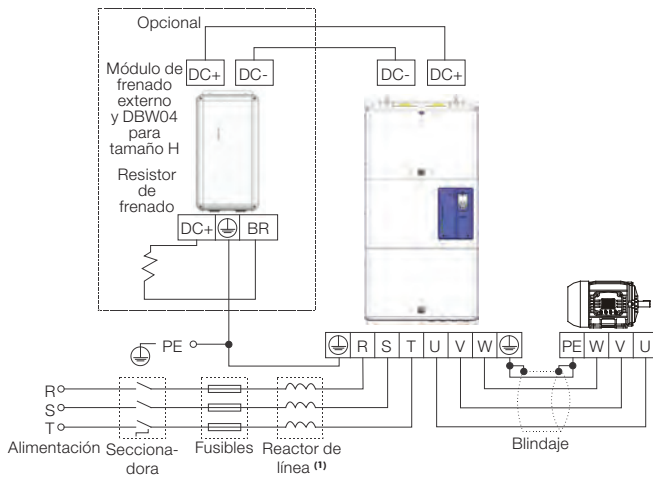 Opcional
DC+ DC-
DC- DC+
Módulo de
frenado
externo
y DBW04
para
tamaño H
Resistor
de
frenado
DC+ BR
PE
R S T U V W
PE W V U
R
S
T
Alimentación
Secciona-
dora
Fusibles
Reactor de
línea (1)
Blindaje